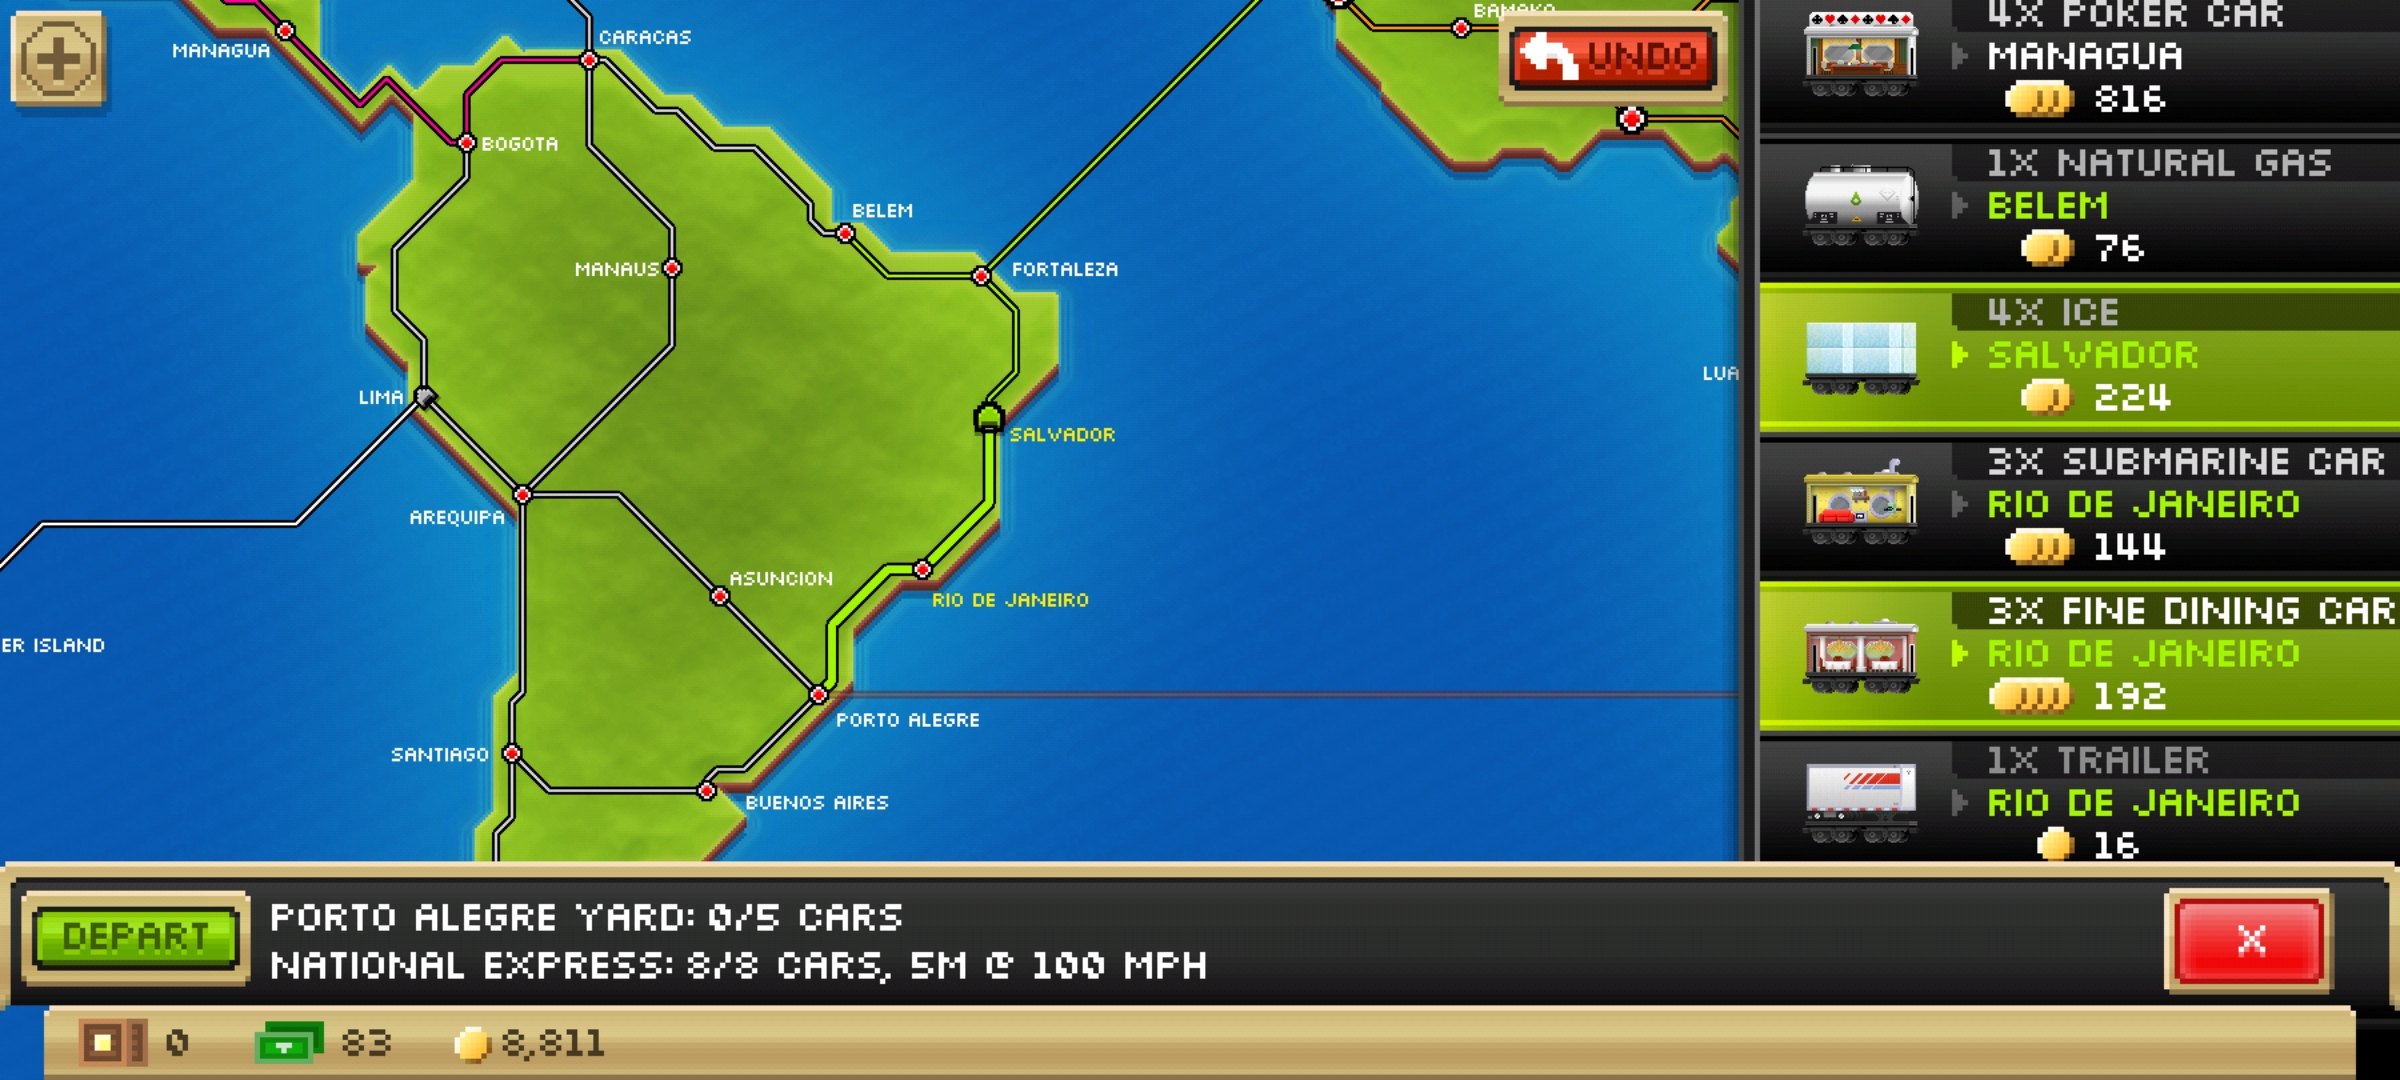 MANAGUA
CARACAS
BAMAKO
UNDO
BOGOTA
BELEM
MANAUS
FORTALEZA
LIMA
LUA
SALVADOR
AREQUIPA
ASUNCION
RIO DE JANEIRO
ER ISLAND
PORTO ALEGRE
SANTIAGO
BUENOS AIRES
4X POKER CAR
MANAGUA
816
1X NATURAL GAS
BELEM
76
4X ICE
SALVADOR
224
3X SUBMARINE CAR
RIO DE JANEIRO
144
3X FINE DINING CAR
RIO DE JANEIRO
192
1X TRAILER
RIO DE JANEIRO
16
DEPART
PORTO ALEGRE YARD: 0/5 CARS
NATIONAL EXPRESS: 8/8 CARS, 5M @ 100 MPH
X
0
83
8,811